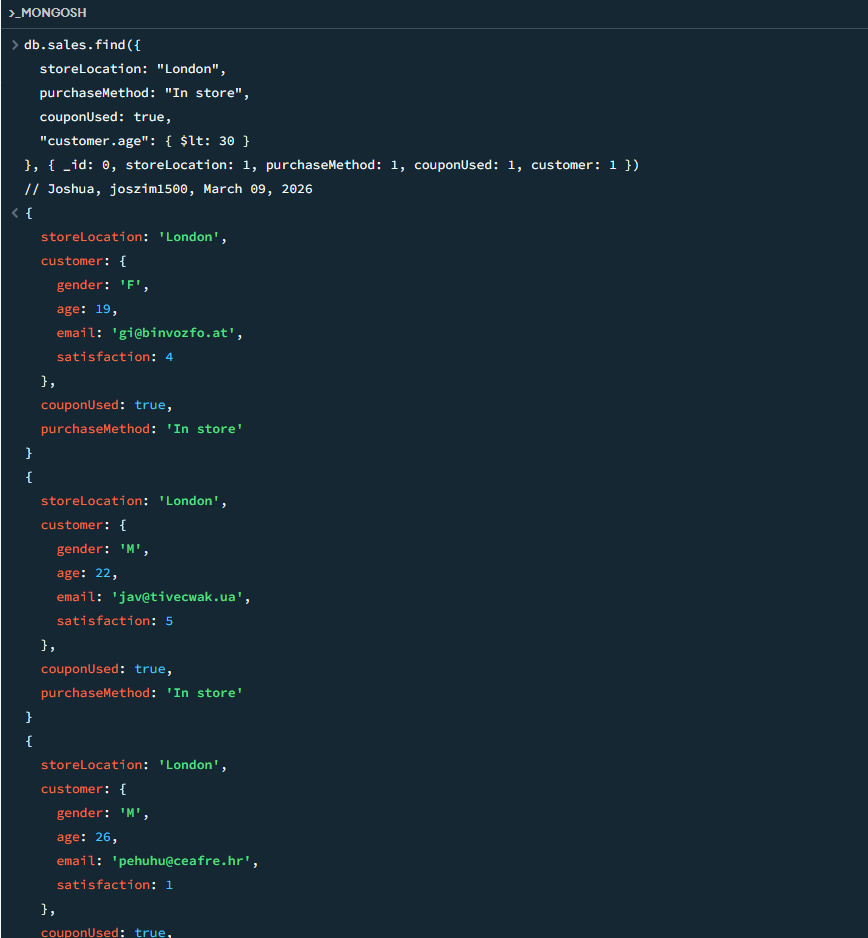 >_MONGOSH
> db.sales.find({
    storeLocation: "London",
    purchaseMethod: "In store",
    couponUsed: true,
    "customer.age": { $lt: 30 }
  }, { _id: 0, storeLocation: 1, purchaseMethod: 1, couponUsed: 1, customer: 1 })
  // Joshua, joszim1500, March 09, 2026
< {
    storeLocation: 'London',
    customer: {
      gender: 'F',
      age: 19,
      email: 'gi@binvozfo.at',
      satisfaction: 4
    },
    couponUsed: true,
    purchaseMethod: 'In store'
  }
  {
    storeLocation: 'London',
    customer: {
      gender: 'M',
      age: 22,
      email: 'jav@tivecwak.ua',
      satisfaction: 5
    },
    couponUsed: true,
    purchaseMethod: 'In store'
  }
  {
    storeLocation: 'London',
    customer: {
      gender: 'M',
      age: 26,
      email: 'pehuhu@ceafre.hr',
      satisfaction: 1
    },
    couponUsed: true,